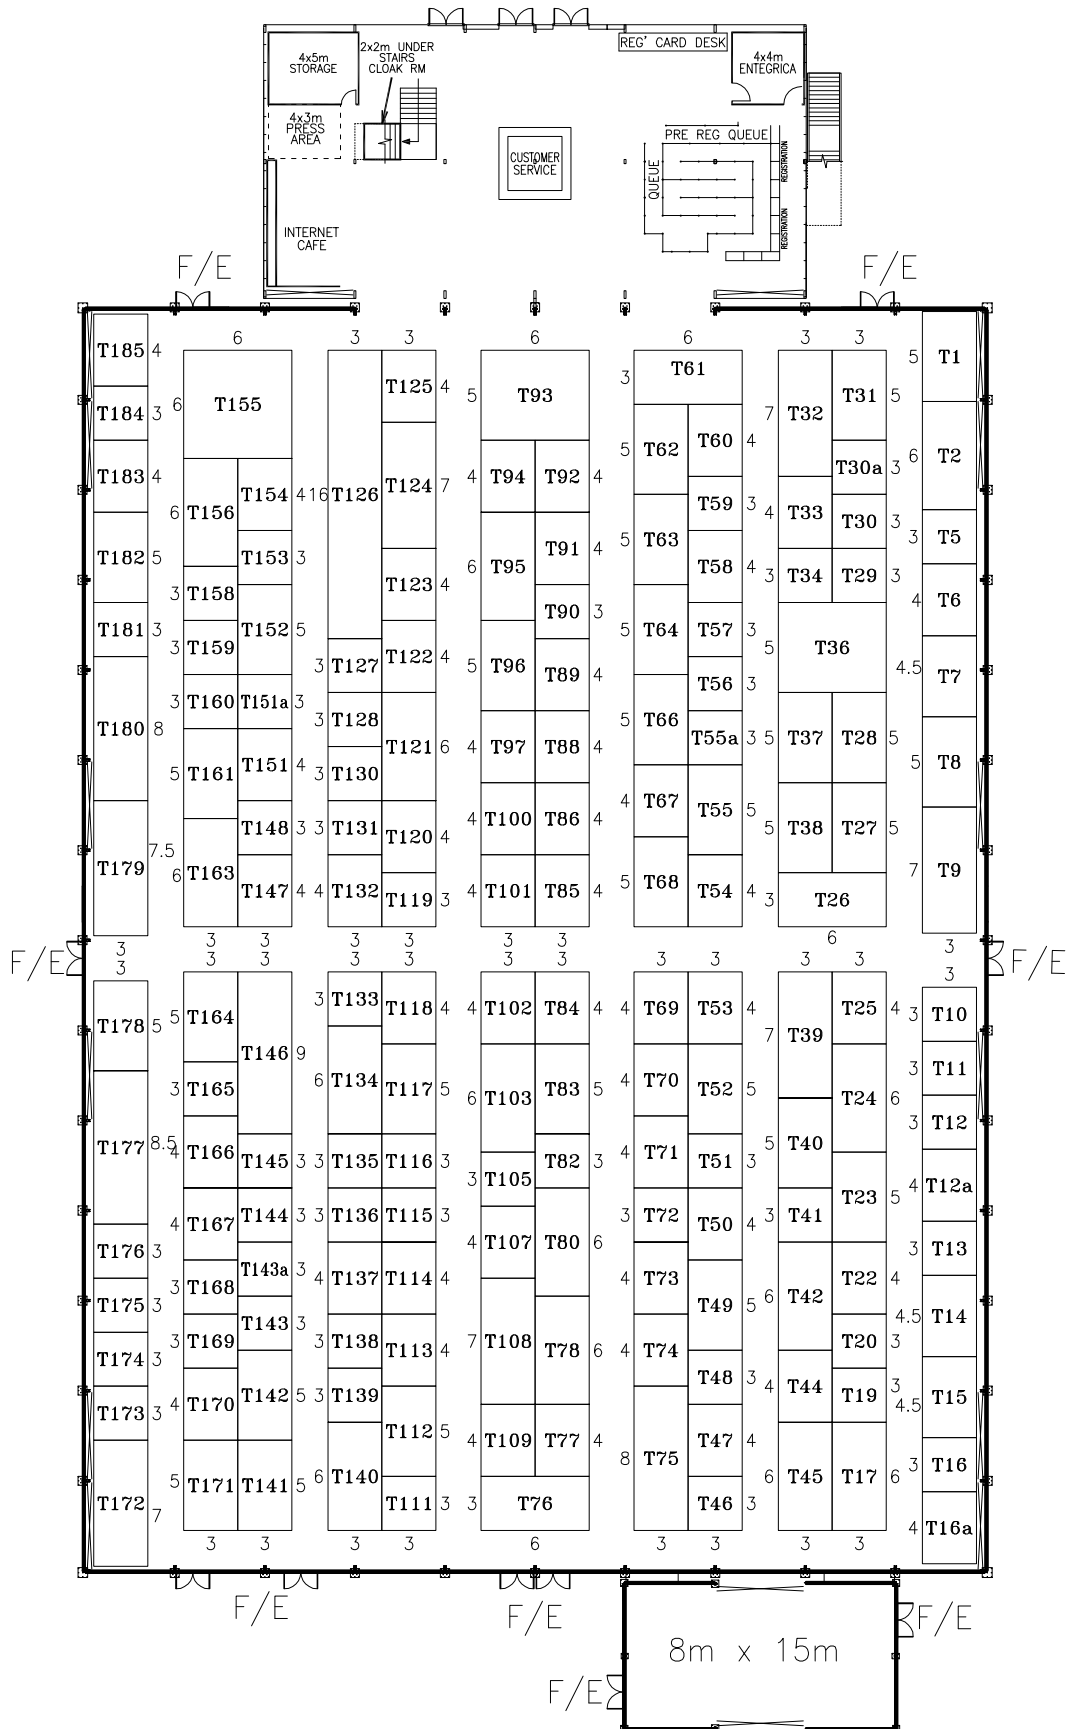 REG' CARD DESK
4x5m
STORAGE
2x2m UNDER
STAIRS
CLOAK RM
4x4m
ENTEGRICA
4x3m
PRESS
AREA
PRE REG QUEUE
CUSTOMER
SERVICE
QUEUE
REGISTRATION
REGISTRATION
INTERNET
CAFE
F/E
F/E
T185 4
T184 3
T183 4
T182 5
T181 3
T180 8
T179 7.5
3
6
6 T155
6 T156
T154 4
T153 3
3 T158
T152 5
3 T159
3 T160
T151a 3
5 T161
T151 4
T148 3
6 T163
T147 4
3 3
3 3
16 T126
T125 4
T124 7
T123 4
T122 4
3 T127
3 T128
T121 6
3 T130
3 T131
T120 4
4 T132
T119 3
3 3
6
5 T93
4 T94
T92 4
6 T95
T91 4
T90 3
5 T96
T89 4
4 T97
T88 4
4 T100
T86 4
4 T101
T85 4
3 3
6
3 T61
5 T62
T60 4
T59 3
5 T63
T58 4
5 T64
T57 3
T56 3
5 T66
T55a 3
4 T67
T55 5
5 T68
T54 4
3 3
7 T32
T31 5
T30a 3
4 T33
T30 3
3 T34
T29 3
5 T36
5 T37
T28 5
5 T38
T27 5
3 T26
6
5 T1
6 T2
3 T5
4 T6
4.5 T7
5 T8
7 T9
3
F/E
F/E
3
T178 5
T177 8.5
T176 3
T175 3
T174 3
T173 3
T172 7
3 3
5 T164
T146 9
3 T165
4 T166
T145 3
4 T167
T144 3
T143a 3
3 T168
T143 3
3 T169
4 T170
T142 5
5 T171
T141 5
3 3
3 3
3 T133
T118 4
6 T134
T117 5
3 T135
T116 3
3 T136
T115 3
4 T137
T114 4
3 T138
T113 4
3 T139
T112 5
6 T140
T111 3
3 3
3 3
4 T102
T84 4
6 T103
T83 5
3 T105
T82 3
4 T107
T80 6
7 T108
T78 6
4 T109
T77 4
3 T76
6
3 3
4 T69
T53 4
4 T70
T52 5
4 T71
T51 3
3 T72
T50 4
4 T73
T49 5
4 T74
T48 3
8 T75
T47 4
T46 3
3 3
3 3
7 T39
T25 4
T24 6
5 T40
T23 5
3 T41
6 T42
T22 4
T20 3
4 T44
T19 3
6 T45
T17 6
3 3
3
3 T10
3 T11
3 T12
4 T12a
3 T13
4.5 T14
4.5 T15
3 T16
4 T16a
F/E
F/E
F/E
8m x 15m
F/E